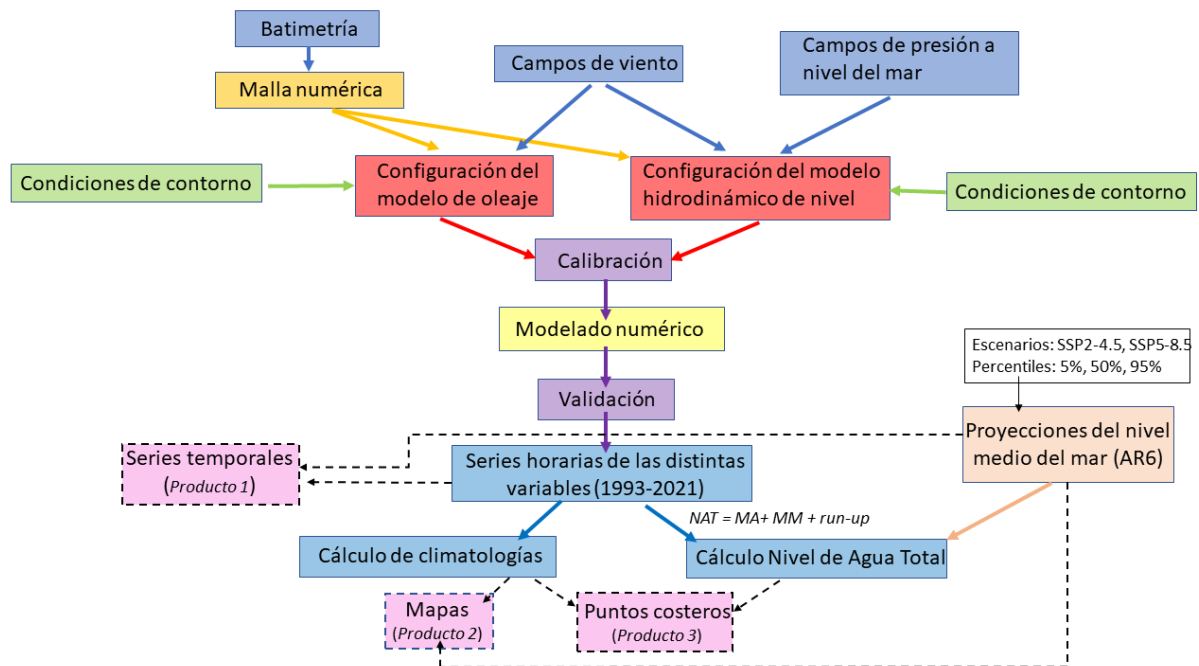 Batimetría
Campos de viento
Campos de presión a
nivel del mar
Malla numérica
Condiciones de contorno
Configuración del
modelo de oleaje
Configuración del modelo
hidrodinámico de nivel
Condiciones de contorno
Calibración
Modelado numérico
Escenarios: SSP2-4.5, SSP5-8.5
Percentiles: 5%, 50%, 95%
Validación
Proyecciones del nivel
medio del mar (AR6)
Series temporales
(Producto 1)
Series horarias de las distintas
variables (1993-2021)
NAT = MA+ MM + run-up
Cálculo de climatologías
Cálculo Nivel de Agua Total
Mapas
(Producto 2)
Puntos costeros
(Producto 3)